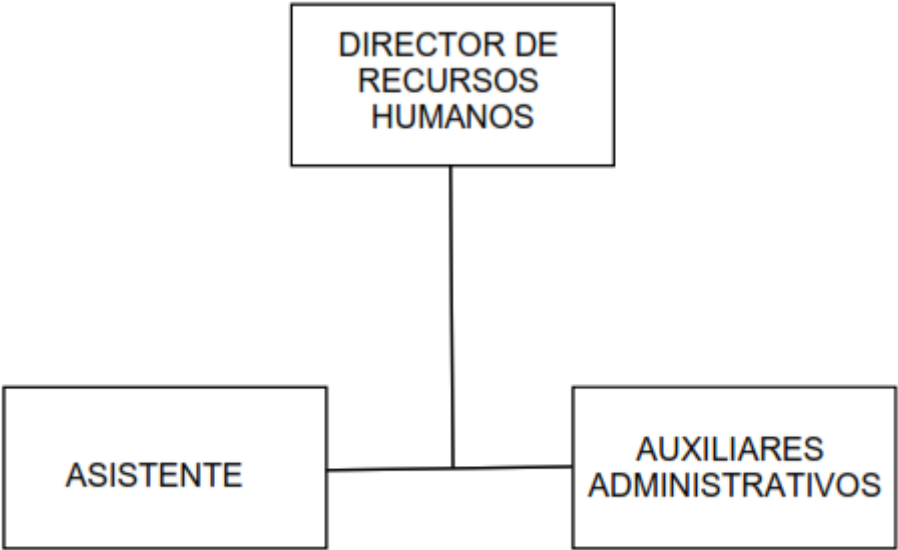 DIRECTOR DE
RECURSOS
HUMANOS
ASISTENTE
AUXILIARES
ADMINISTRATIVOS